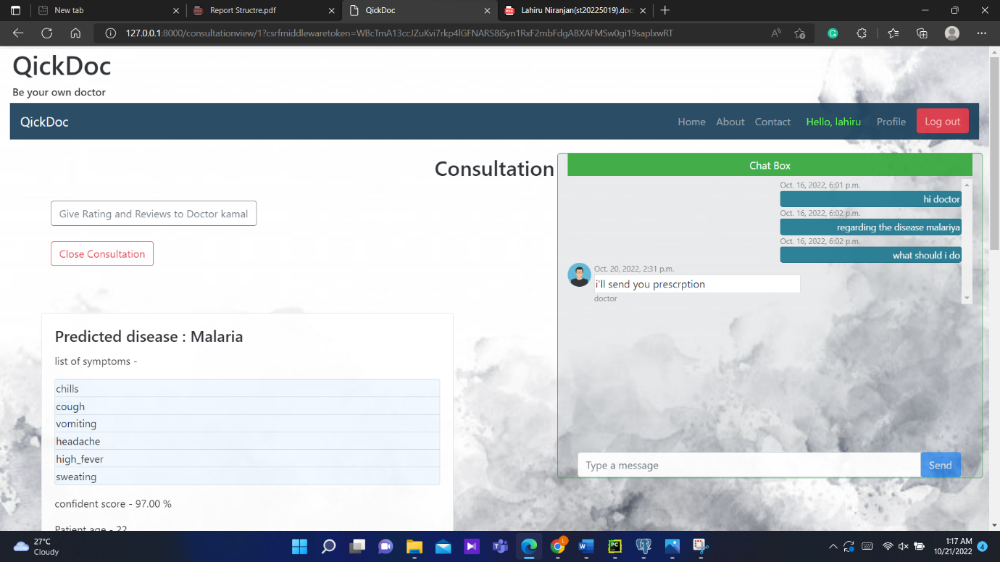 New tab
Report Structre.pdf
QickDoc
Lahiru Niranjan(st20225019).doc
127.0.0.1:8000/consultationview/1?csrfmiddlewaretoken=WBcTmA13ccJZuKvi7rkp4lGFNARS8iSyn1RxF2mbFdgABXAFMSw0gi19saplxwRT
QickDoc
Be your own doctor
QickDoc
Home About Contact Hello, lahiru Profile Log out
Consultation
Give Rating and Reviews to Doctor kamal
Close Consultation
Predicted disease : Malaria
list of symptoms -
chills
cough
vomiting
headache
high_fever
sweating
confident score - 97.00 %
Patient age - 22
Chat Box
Oct. 16, 2022, 6:01 p.m.
hi doctor
Oct. 16, 2022, 6:02 p.m.
regarding the disease malariya
Oct. 16, 2022, 6:02 p.m.
what should i do
Oct. 20, 2022, 2:31 p.m.
i'll send you prescrption
doctor
Type a message
Send
27°C
Cloudy
1:17 AM
10/21/2022
4